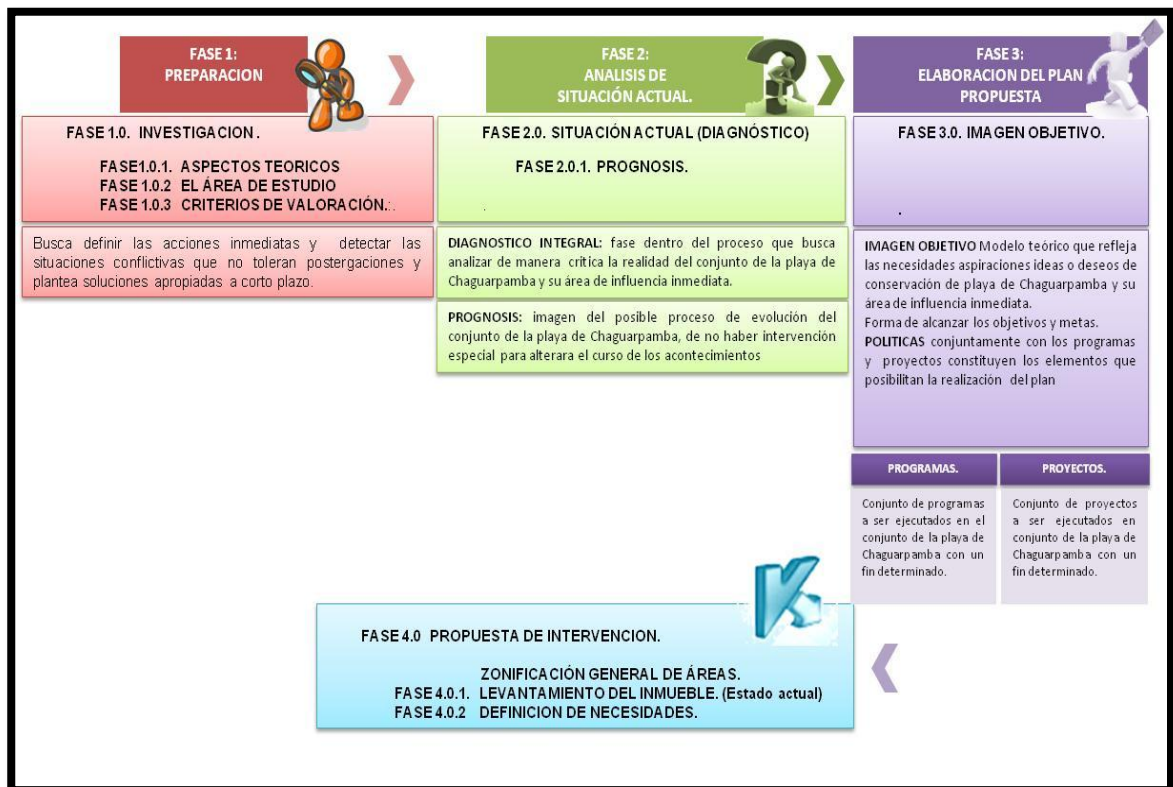 FASE 1:
PREPARACION
FASE 1.0. INVESTIGACION .
FASE1.0.1. ASPECTOS TEORICOS
FASE 1.0.2 EL ÁREA DE ESTUDIO
FASE 1.0.3 CRITERIOS DE VALORACIÓN.:.
Busca definir las acciones inmediatas y detectar las
situaciones conflictivas que no toleran postergaciones y
plantea soluciones apropiadas a corto plazo.
FASE 2:
ANALISIS DE
SITUACIÓN ACTUAL.
FASE 2.0. SITUACIÓN ACTUAL (DIAGNÓSTICO)
FASE 2.0.1. PROGNOSIS.
.
DIAGNOSTICO INTEGRAL: fase dentro del proceso que busca
analizar de manera critica la realidad del conjunto de la playa de
Chaguarpamba y su área de influencia inmediata.
PROGNOSIS: imagen del posible proceso de evolución del
conjunto de la playa de Chaguarpamba, de no haber intervención
especial para alterara el curso de los acontecimientos
FASE 3:
ELABORACION DEL PLAN
PROPUESTA
FASE 3.0. IMAGEN OBJETIVO.
.
IMAGEN OBJETIVO Modelo teórico que refleja
las necesidades aspiraciones ideas o deseos de
conservación de playa de Chaguarpamba y su
área de influencia inmediata.
Forma de alcanzar los objetivos y metas.
POLITICAS conjuntamente con los programas
y proyectos constituyen los elementos que
posibilitan la realización del plan
PROGRAMAS.
Conjunto de programas
a ser ejecutados en el
conjunto de la playa de
Chaguarpamba con un
fin determinado.
PROYECTOS.
Conjunto de proyectos
a ser ejecutados en
conjunto de la playa de
Chaguarpamba con un
fin determinado.
FASE 4.0 PROPUESTA DE INTERVENCION.
ZONIFICACIÓN GENERAL DE ÁREAS.
FASE 4.0.1. LEVANTAMIENTO DEL INMUEBLE. (Estado actual)
FASE 4.0.2 DEFINICION DE NECESIDADES.